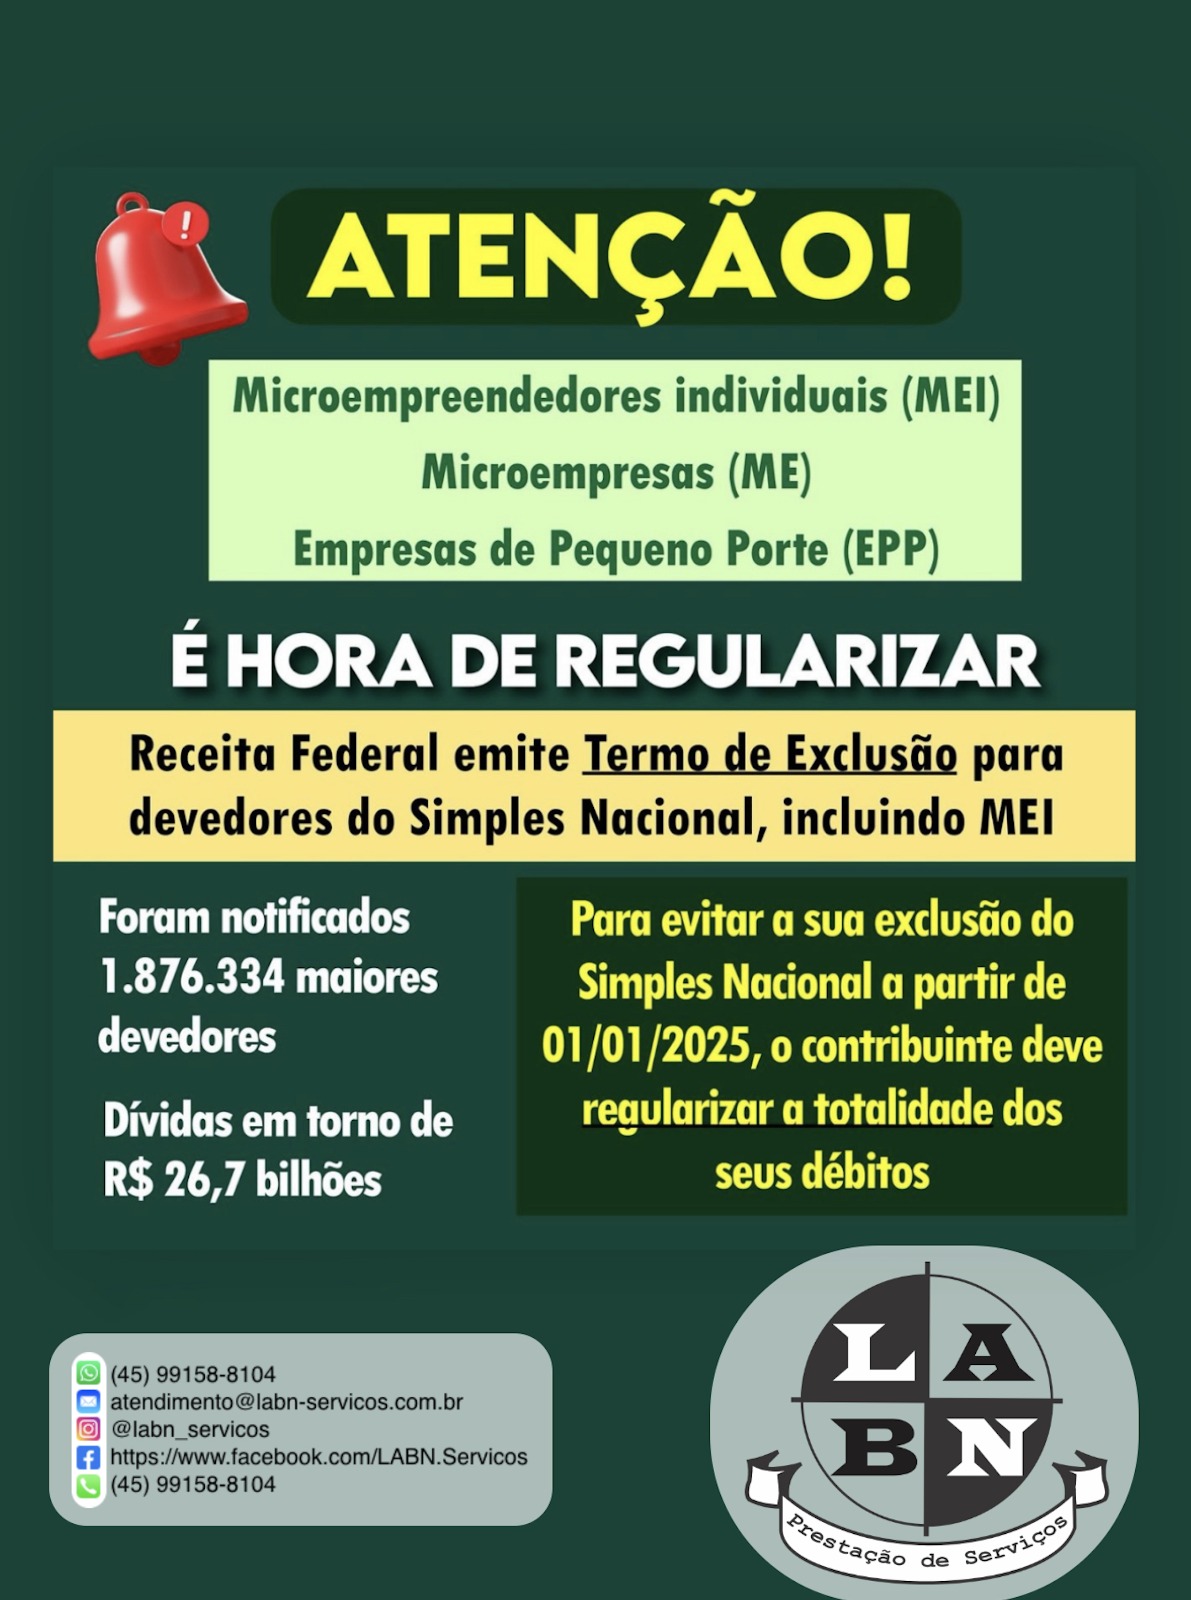 !
ATENÇÃO!
Microempreendedores individuais (MEI)
Microempresas (ME)
Empresas de Pequeno Porte (EPP)
É HORA DE REGULARIZAR
Receita Federal emite Termo de Exclusão para
devedores do Simples Nacional, incluindo MEI
Foram notificados
1.876.334 maiores
devedores
Dívidas em torno de
R$ 26,7 bilhões
Para evitar a sua exclusão do
Simples Nacional a partir de
01/01/2025, o contribuinte deve
regularizar a totalidade dos
seus débitos
(45) 99158-8104
atendimento@labn-servicos.com.br
@labn_servicos
https://www.facebook.com/LABN.Servicos
(45) 99158-8104
L A
B N
Prestação de Serviços